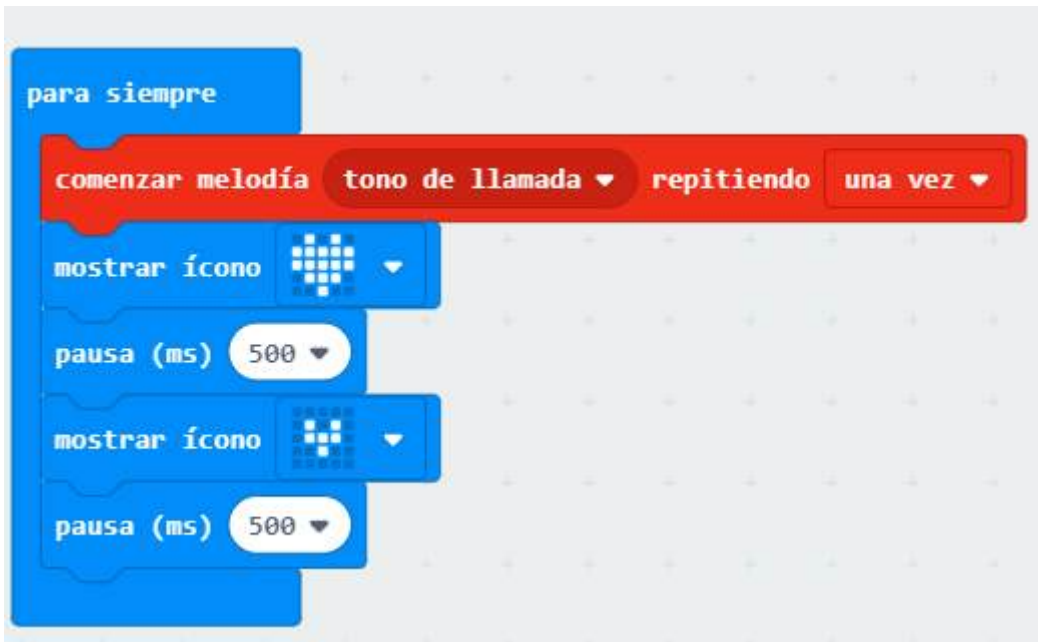 para siempre
comenzar melodía tono de llamada repitiendo una vez
mostrar ícono
pausa (ms) 500
mostrar ícono
pausa (ms) 500